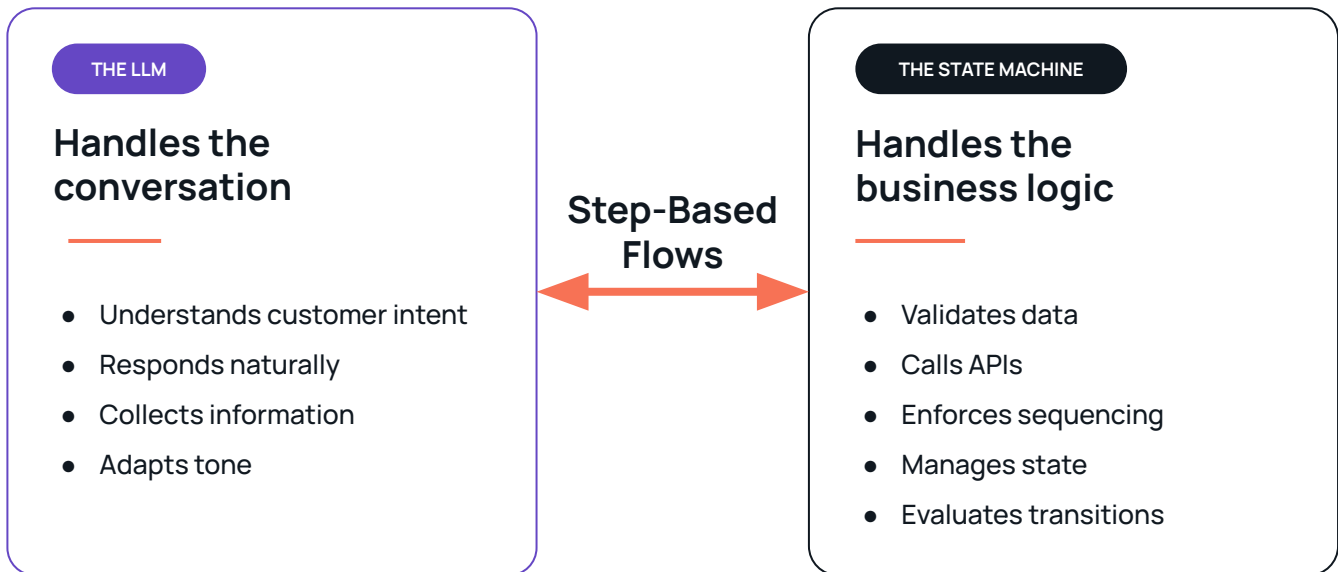 THE LLM
Handles the
conversation
● Understands customer intent
● Responds naturally
● Collects information
● Adapts tone
Step-Based
Flows
THE STATE MACHINE
Handles the
business logic
● Validates data
● Calls APIs
● Enforces sequencing
● Manages state
● Evaluates transitions